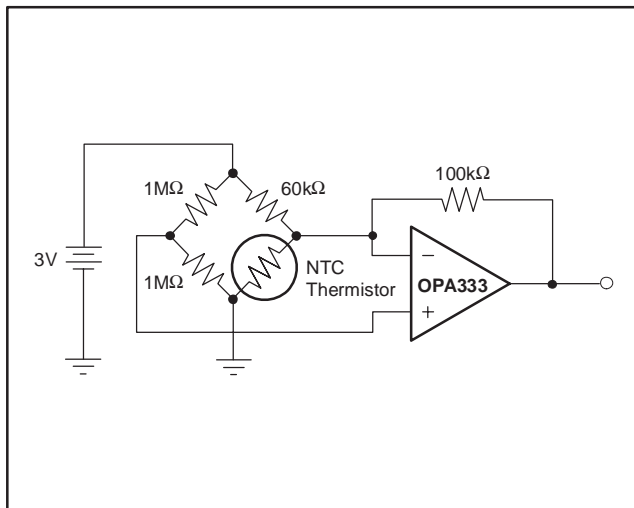 1MΩ
60kΩ
100kΩ
3V
1MΩ
NTC
Thermistor
OPA333
−
+